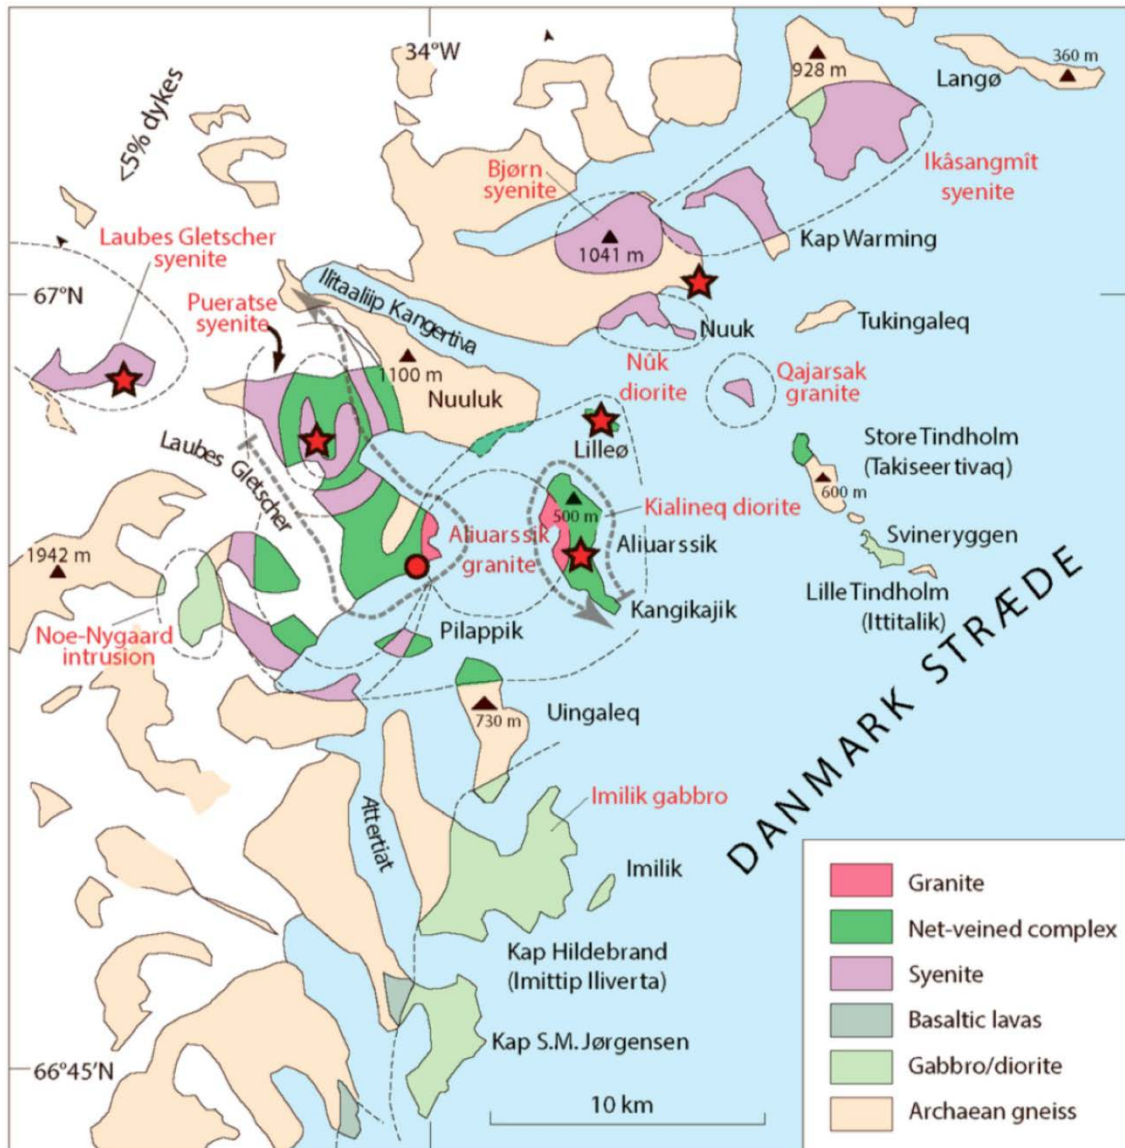 34°W
928 m
Langø
360 m
<5% dykes
Bjørn
syenite
Ikâsangmît
syenite
Laubes Gletscher
syenite
1041 m
Kap Warming
67°N
Pueratse
syenite
Ilitaaliip Kangertiva
Nuuk
Tukingaleq
1100 m
Nuuluk
Nûk
diorite
Qajarsak
granite
Laubes Gletscher
Lilleø
Store Tindholm
(Takiseer tivaq)
600 m
500 m
Kialineq diorite
Aliuarssik
granite
Aliuarssik
Svineryggen
1942 m
Kangikajik
Lille Tindholm
(Ittitalik)
Noe-Nygaard
intrusion
Pilappik
DANMARK STRÆDE
730 m
Uingaleq
Attertiat
Imilik gabbro
Imilik
Kap Hildebrand
(Imittip Iliverta)
Kap S.M. Jørgensen
66°45′N
10 km
Granite
Net-veined complex
Syenite
Basaltic lavas
Gabbro/diorite
Archaean gneiss